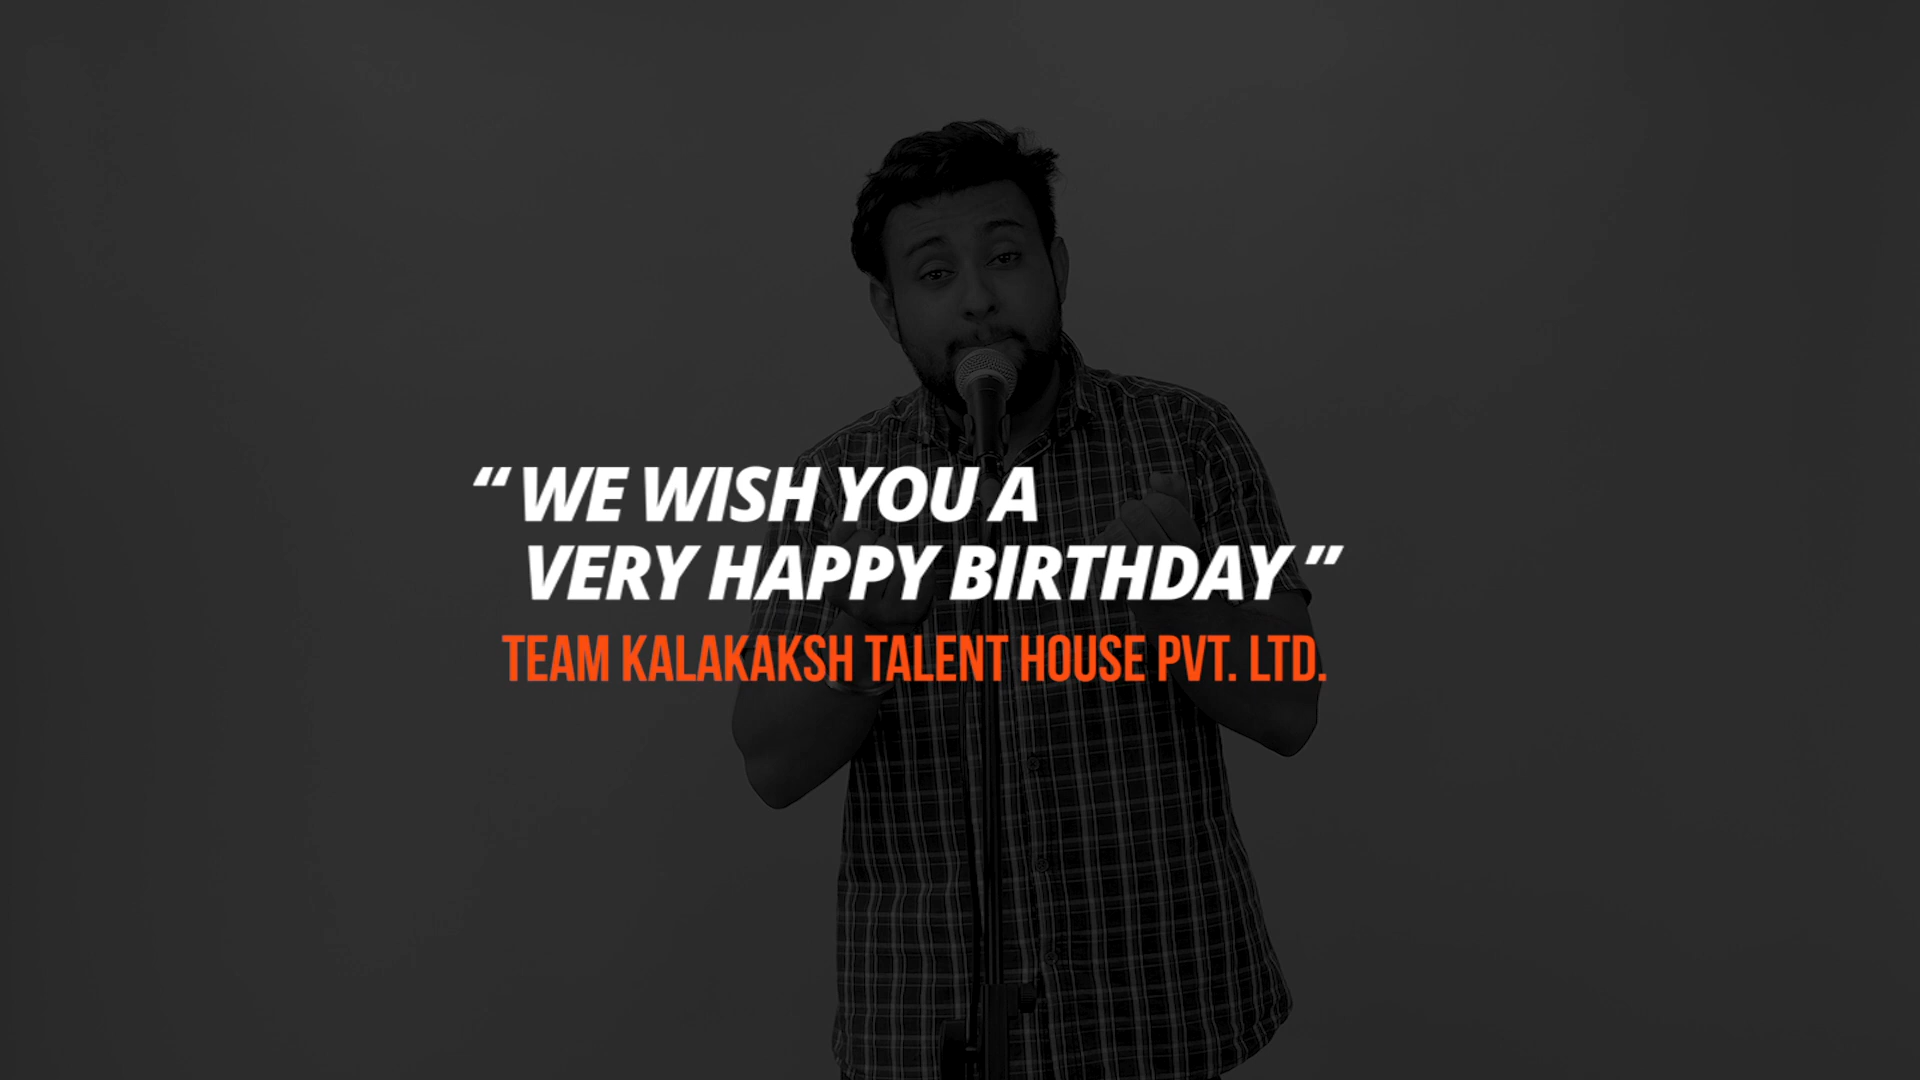 “ WE WISH YOU A
VERY HAPPY BIRTHDAY ”
TEAM KALAKAKSH TALENT HOUSE PVT. LTD.